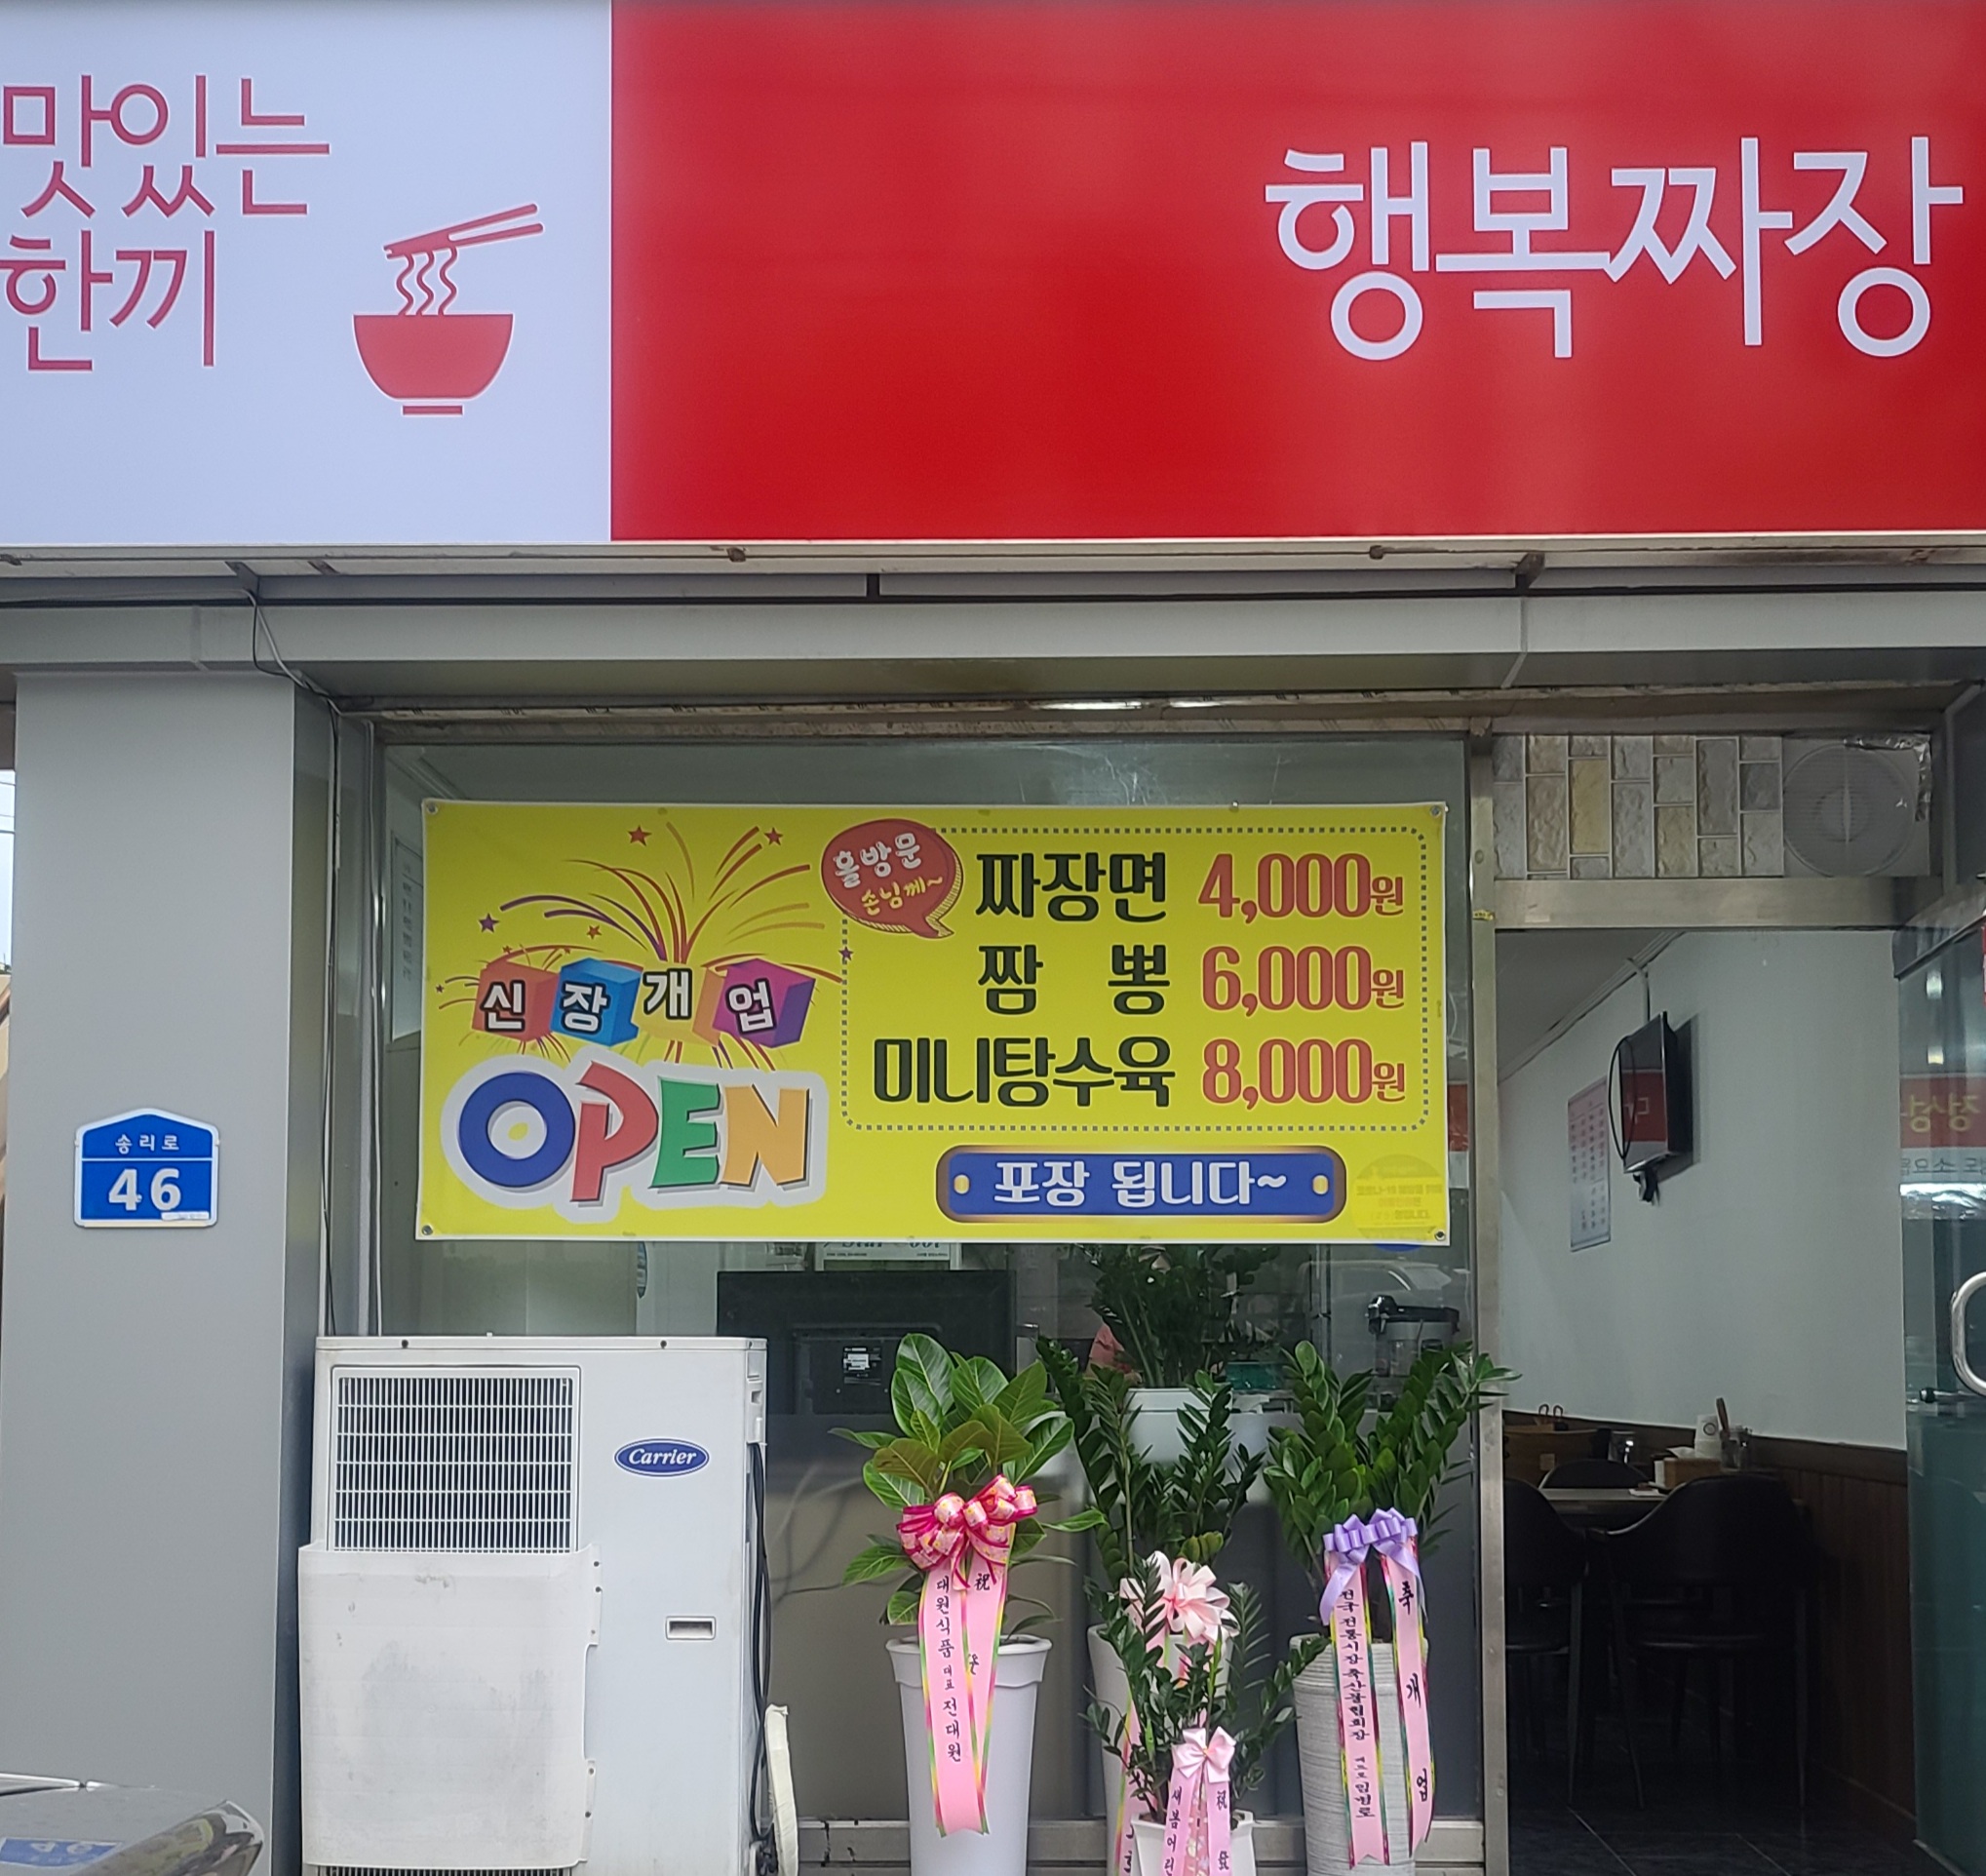 맛있는
한끼
행복짜장
홀방문
손님께~
짜장면 4,000원
짬 뽕 6,000원
미니탕수육 8,000원
신장개업
OPEN
포장 됩니다~
송리로
46
Carrier
祝
대원식품 대표 전대원
축 개업
祝
46